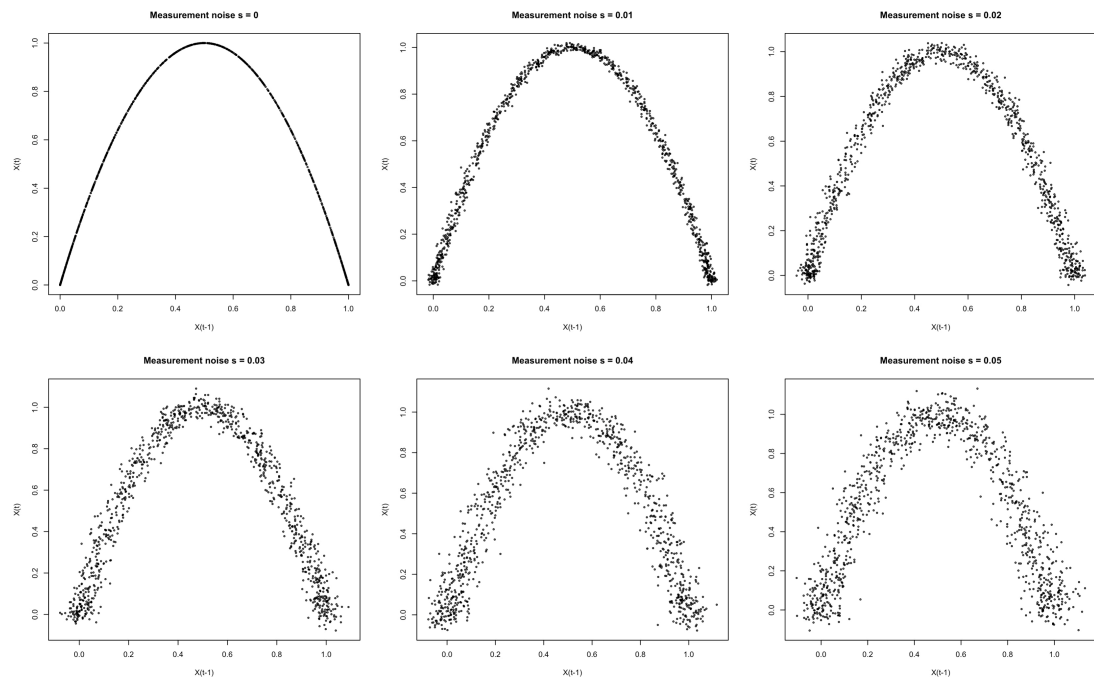 Measurement noise s = 0
X(t)
0.0 0.2 0.4 0.6 0.8 1.0
0.0 0.2 0.4 0.6 0.8 1.0
X(t-1)
Measurement noise s = 0.01
X(t)
0.0 0.2 0.4 0.6 0.8 1.0
0.0 0.2 0.4 0.6 0.8 1.0
X(t-1)
Measurement noise s = 0.02
X(t)
0.0 0.2 0.4 0.6 0.8 1.0
0.0 0.2 0.4 0.6 0.8 1.0
X(t-1)
Measurement noise s = 0.03
X(t)
0.0 0.2 0.4 0.6 0.8 1.0
0.0 0.2 0.4 0.6 0.8 1.0
X(t-1)
Measurement noise s = 0.04
X(t)
0.0 0.2 0.4 0.6 0.8 1.0
0.0 0.2 0.4 0.6 0.8 1.0
X(t-1)
Measurement noise s = 0.05
X(t)
0.0 0.2 0.4 0.6 0.8 1.0
0.0 0.2 0.4 0.6 0.8 1.0
X(t-1)